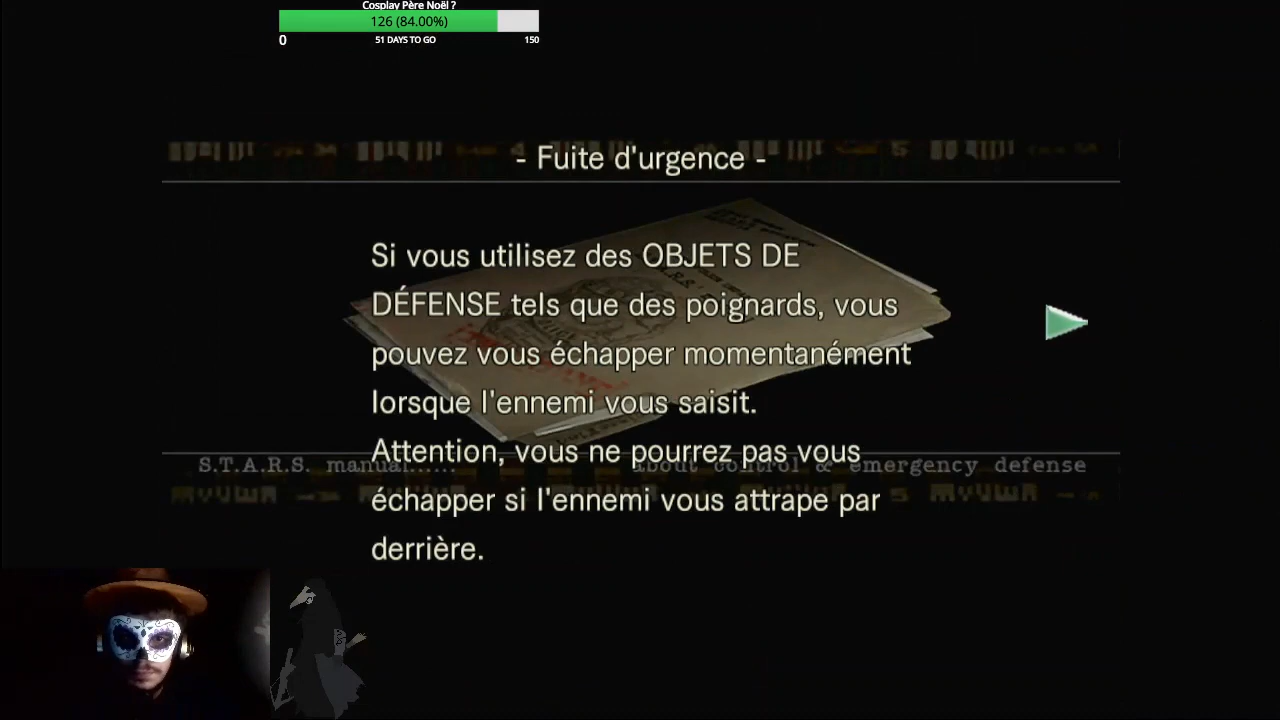 Cosplay Père Noël ?
126 (84.00%)
0
51 DAYS TO GO
150
- Fuite d'urgence -
Si vous utilisez des OBJETS DE
DÉFENSE tels que des poignards, vous
pouvez vous échapper momentanément
lorsque l'ennemi vous saisit.
Attention, vous ne pourrez pas vous
échapper si l'ennemi vous attrape par
derrière.
S.T.A.R.S. manual...... about control & emergency defense